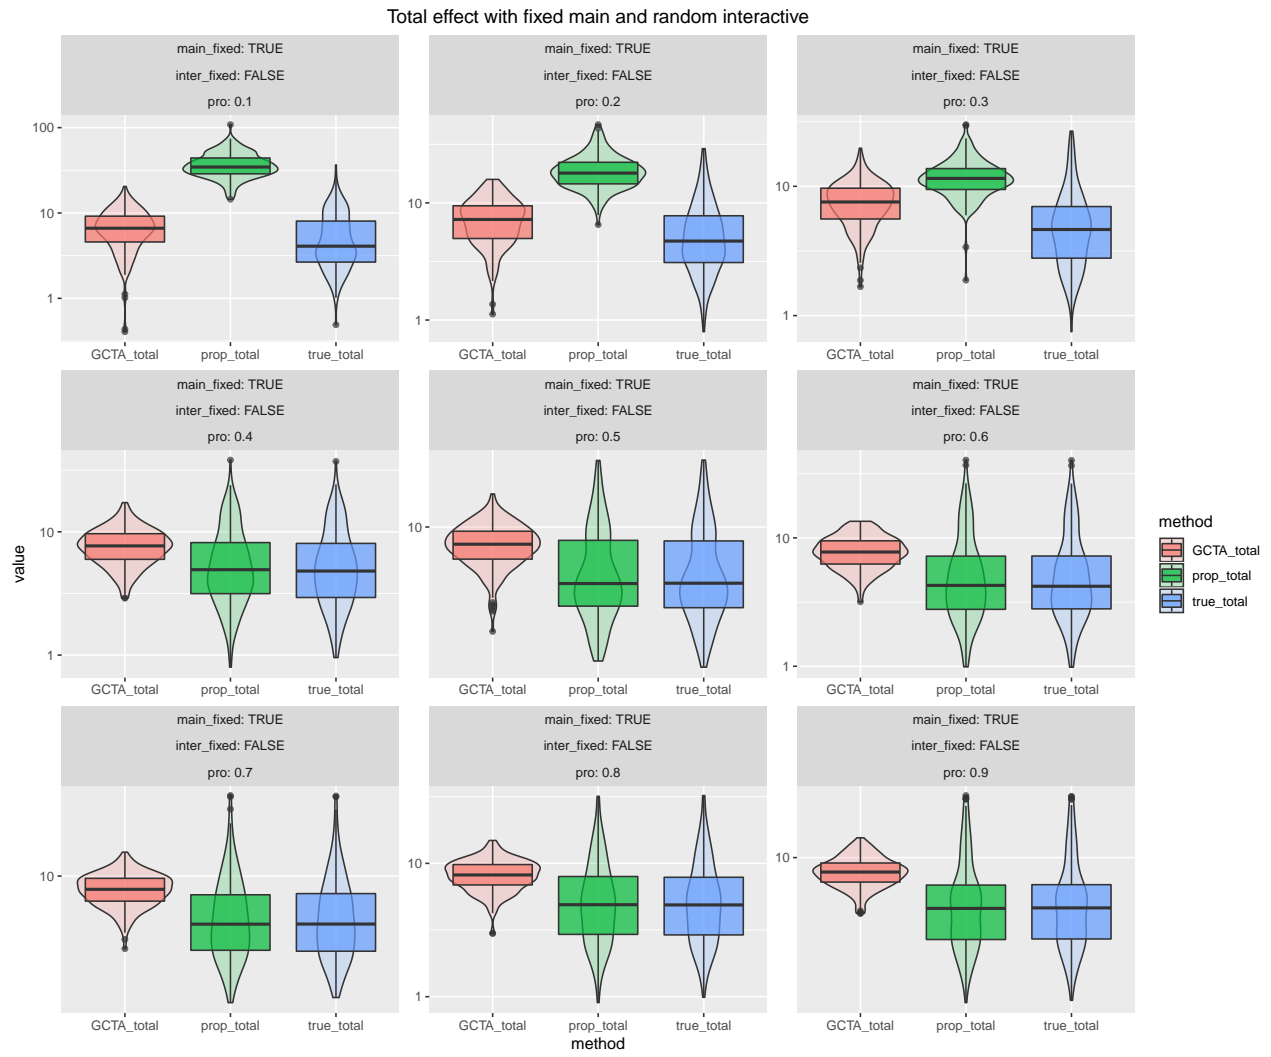 Total effect with fixed main and random interactive
main_fixed: TRUE
inter_fixed: FALSE
pro: 0.1
main_fixed: TRUE
inter_fixed: FALSE
pro: 0.2
main_fixed: TRUE
inter_fixed: FALSE
pro: 0.3
100
10
1
10
1
10
1
GCTA_total prop_total true_total
GCTA_total prop_total true_total
GCTA_total prop_total true_total
main_fixed: TRUE
inter_fixed: FALSE
pro: 0.4
main_fixed: TRUE
inter_fixed: FALSE
pro: 0.5
main_fixed: TRUE
inter_fixed: FALSE
pro: 0.6
value
10
1
10
10
1
GCTA_total prop_total true_total
GCTA_total prop_total true_total
GCTA_total prop_total true_total
method
GCTA_total
prop_total
true_total
main_fixed: TRUE
inter_fixed: FALSE
pro: 0.7
main_fixed: TRUE
inter_fixed: FALSE
pro: 0.8
main_fixed: TRUE
inter_fixed: FALSE
pro: 0.9
10
10
1
10
GCTA_total prop_total true_total
GCTA_total prop_total true_total
GCTA_total prop_total true_total
method